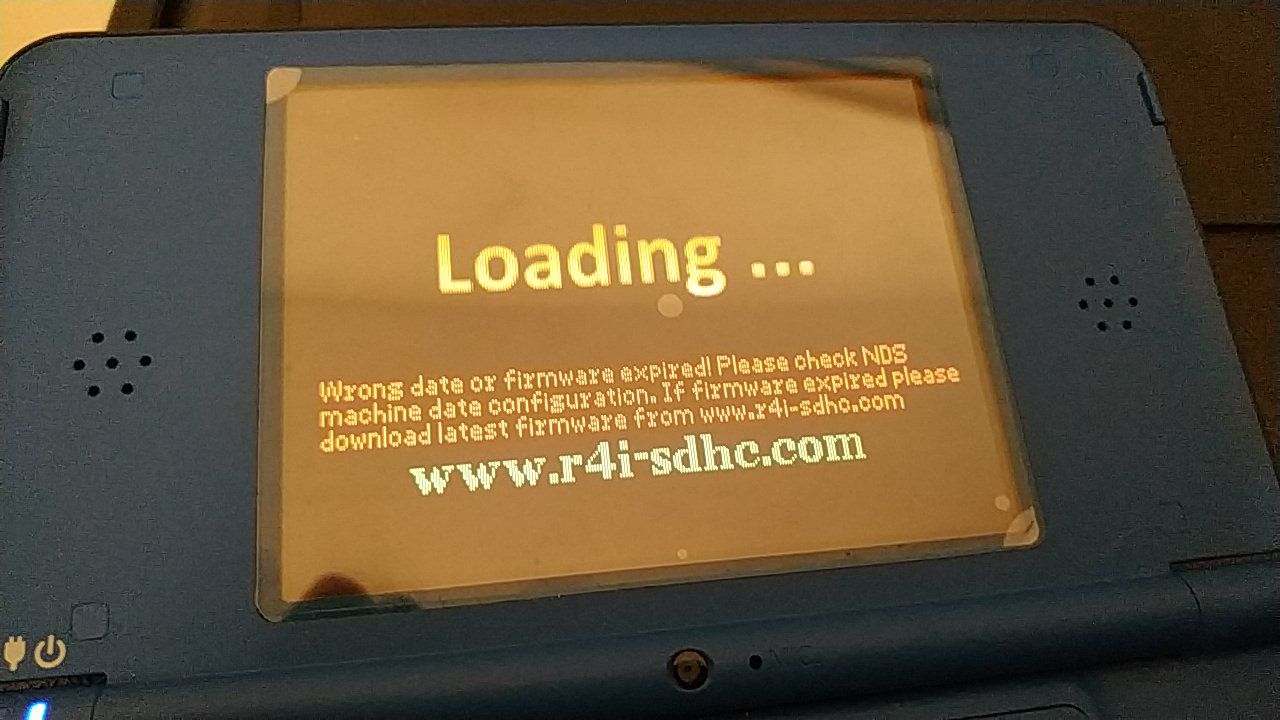 Loading ...
Wrong date or firmware expired! Please check NDS
machine date configuration. If firmware expired please
download latest firmware from www.r4i-sdhc.com
www.r4i-sdhc.com
MIC